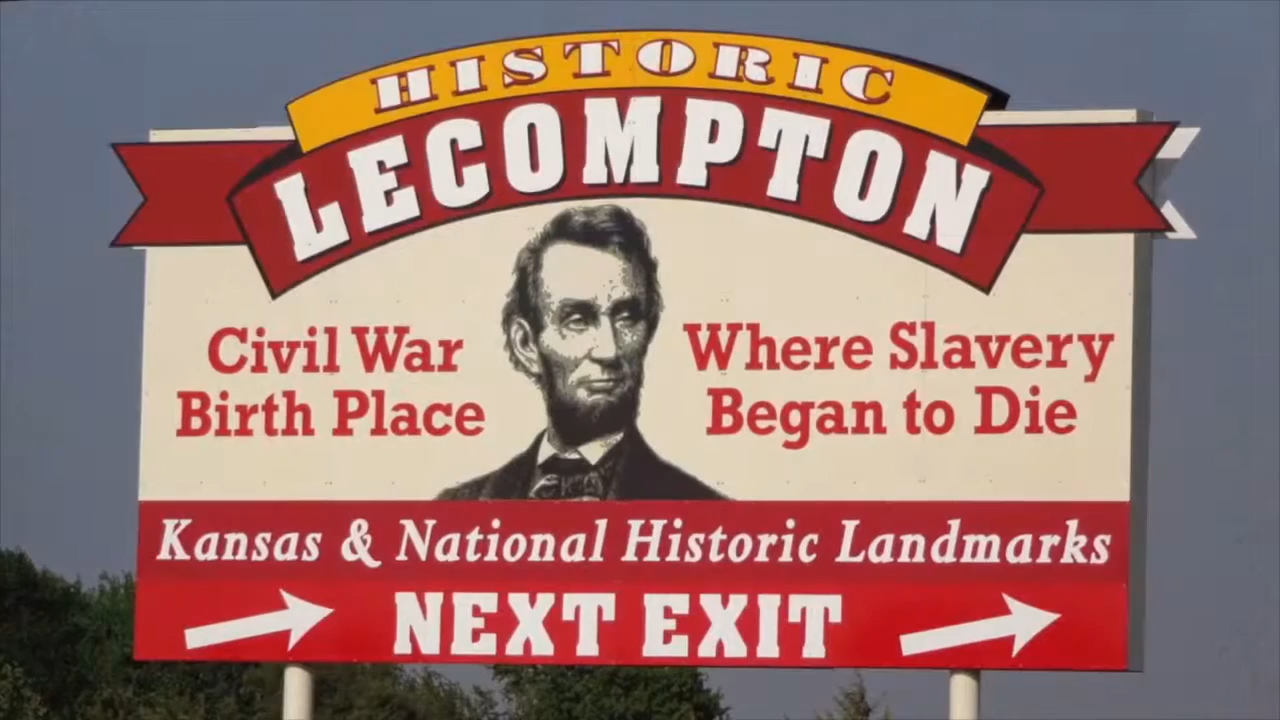 HISTORIC
LECOMPTON
Civil War
Birth Place
Where Slavery
Began to Die
Kansas & National Historic Landmarks
NEXT EXIT